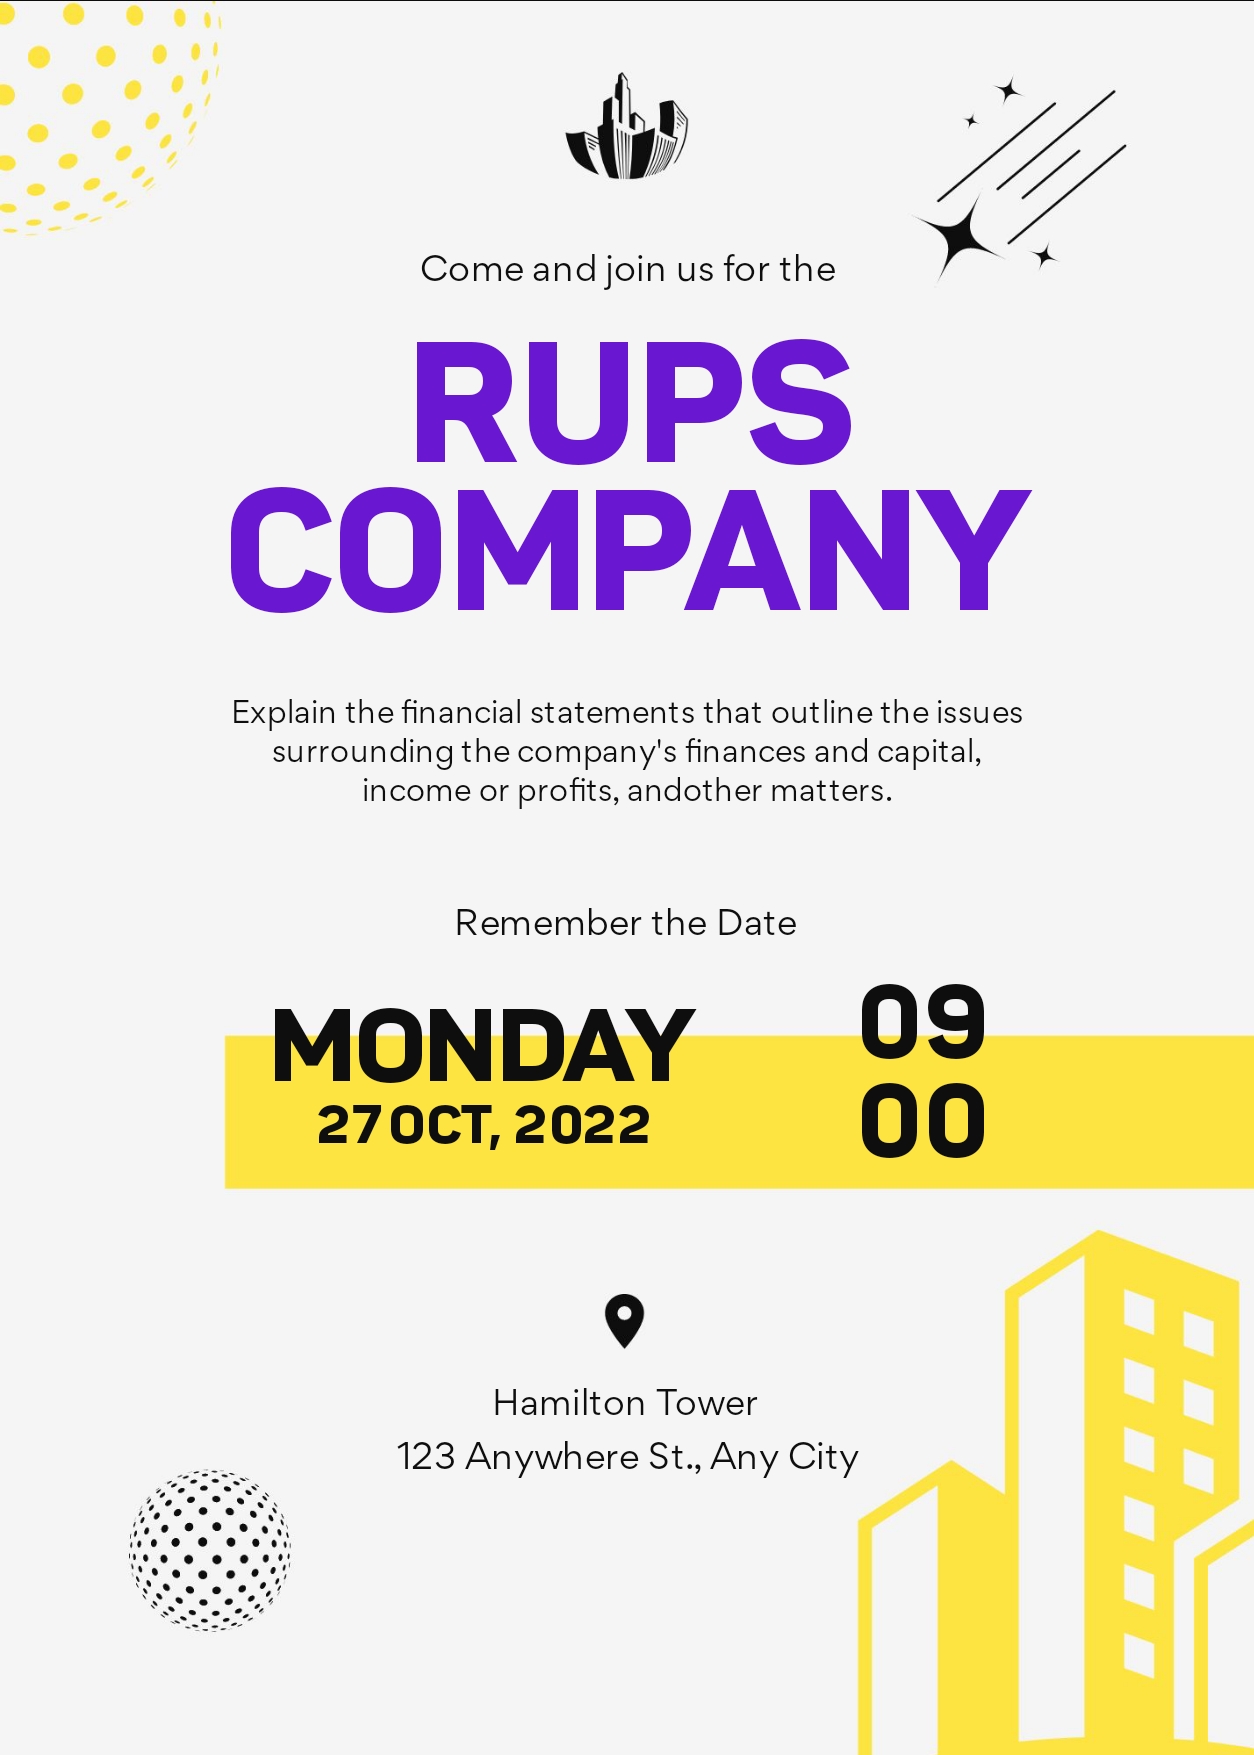 Come and join us for the
RUPS
COMPANY
Explain the financial statements that outline the issues
surrounding the company's finances and capital,
income or profits, andother matters.
Remember the Date
MONDAY
27 OCT, 2022
09
00
Hamilton Tower
123 Anywhere St., Any City